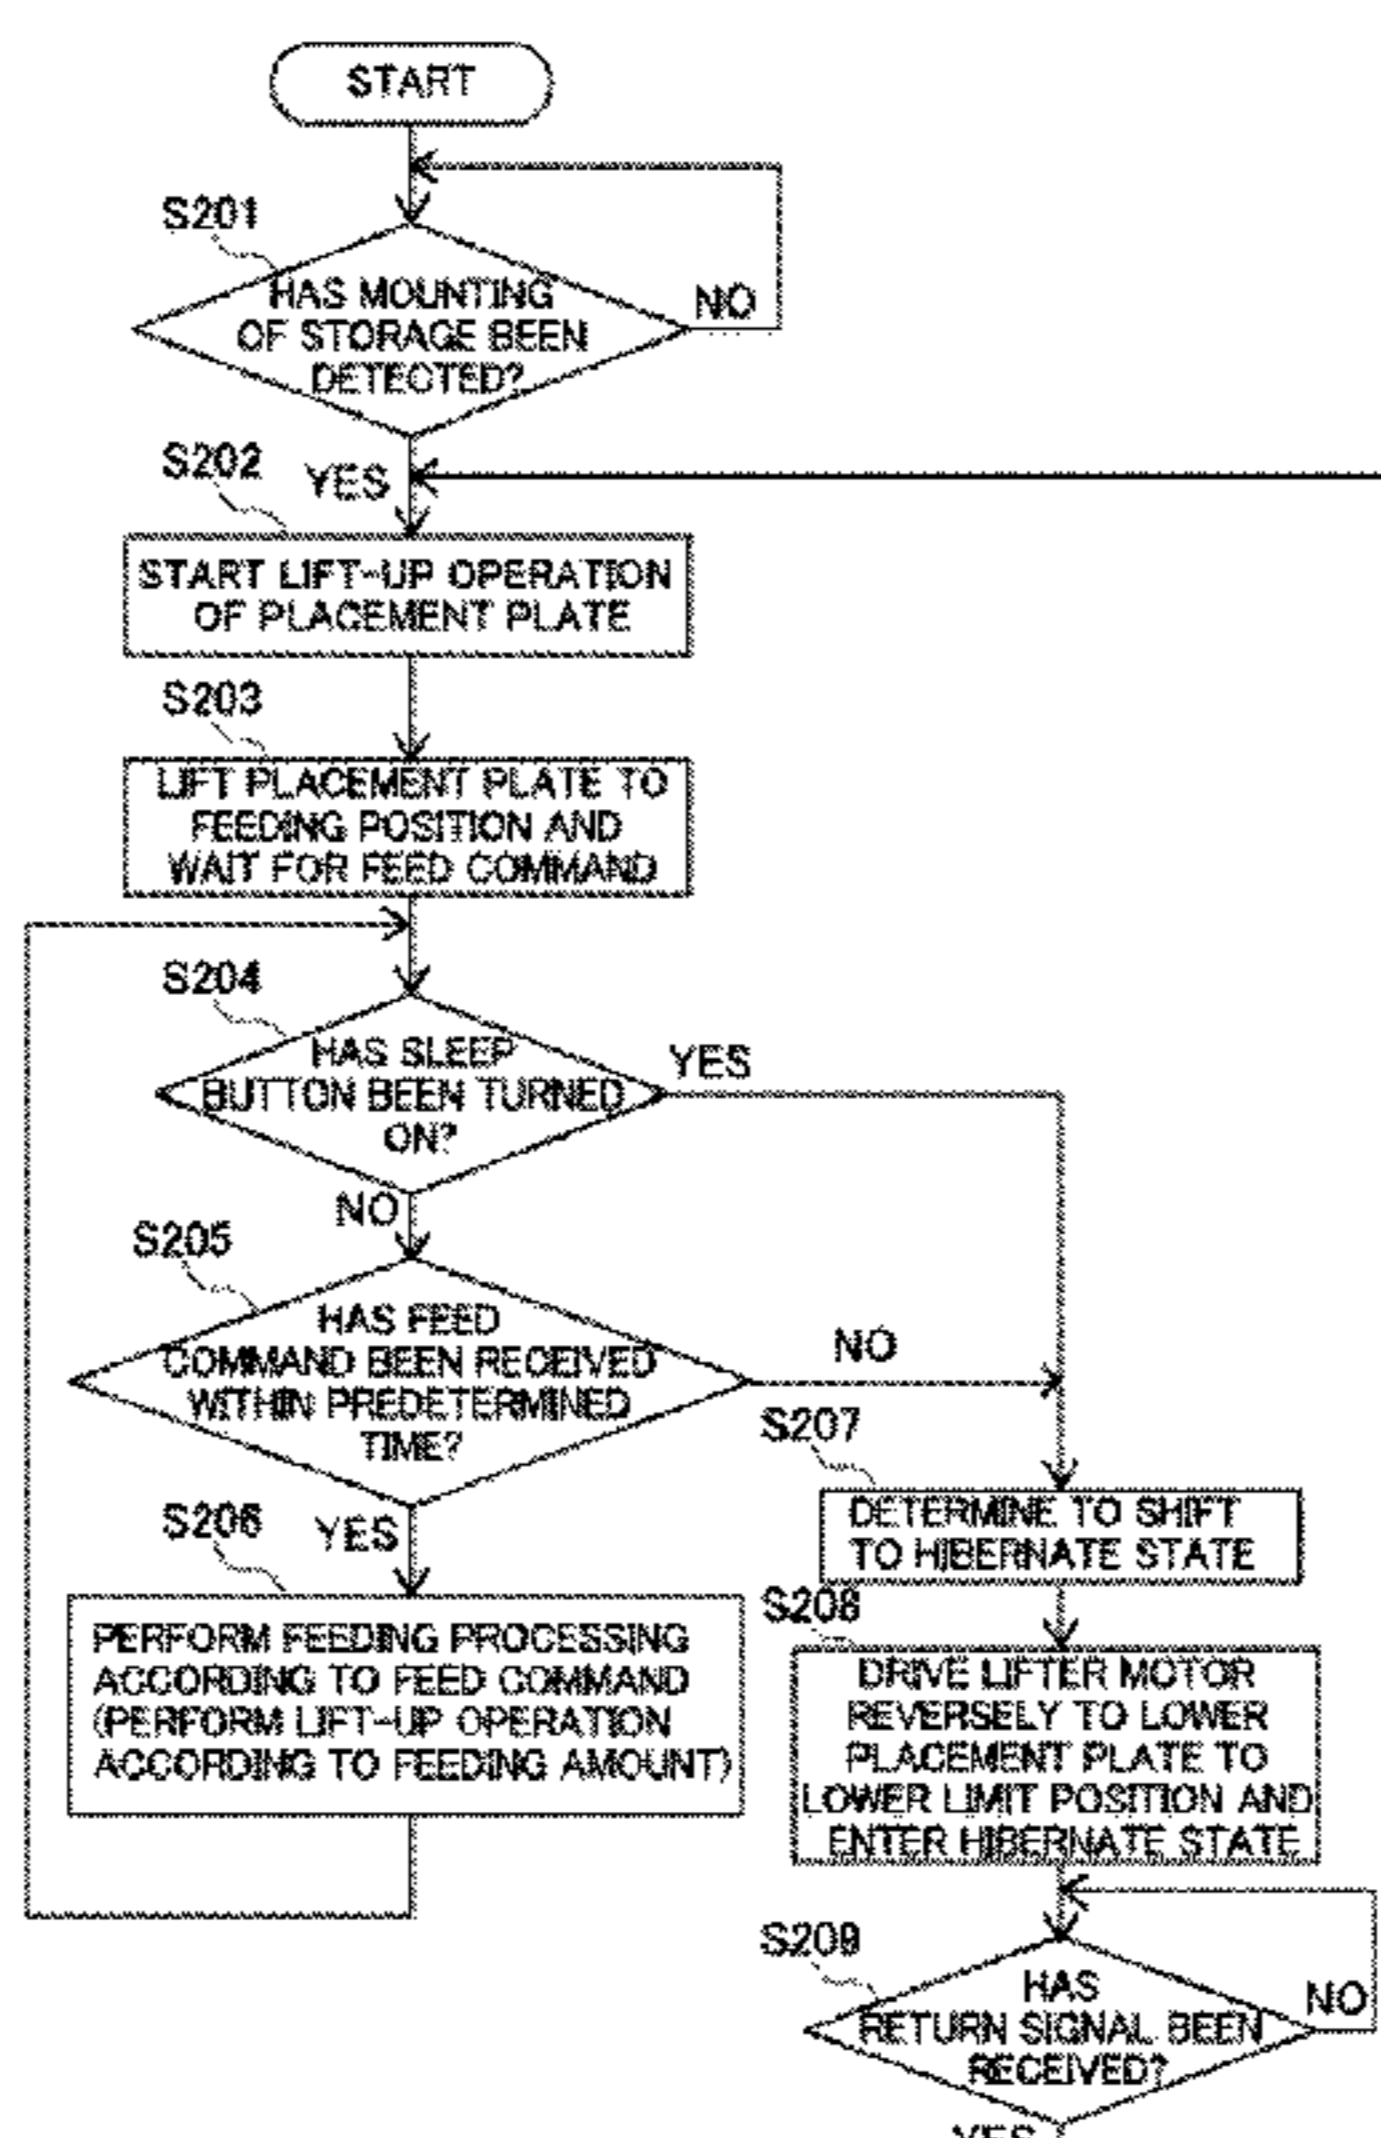 START
S201
HAS MOUNTING
OF STORAGE BEEN
DETECTED?
NO
S202
YES
START LIFT-UP OPERATION
OF PLACEMENT PLATE
S203
LIFT PLACEMENT PLATE TO
FEEDING POSITION AND
WAIT FOR FEED COMMAND
S204
HAS SLEEP
BUTTON BEEN TURNED
ON?
YES
NO
S205
HAS FEED
COMMAND BEEN RECEIVED
WITHIN PREDETERMINED
TIME?
NO
S206
YES
PERFORM FEEDING PROCESSING
ACCORDING TO FEED COMMAND
(PERFORM LIFT-UP OPERATION
ACCORDING TO FEEDING AMOUNT)
S207
DETERMINE TO SHIFT
TO HIBERNATE STATE
S208
DRIVE LIFTER MOTOR
REVERSELY TO LOWER
PLACEMENT PLATE TO
LOWER LIMIT POSITION AND
ENTER HIBERNATE STATE
S209
HAS
RETURN SIGNAL BEEN
RECEIVED?
NO
YES